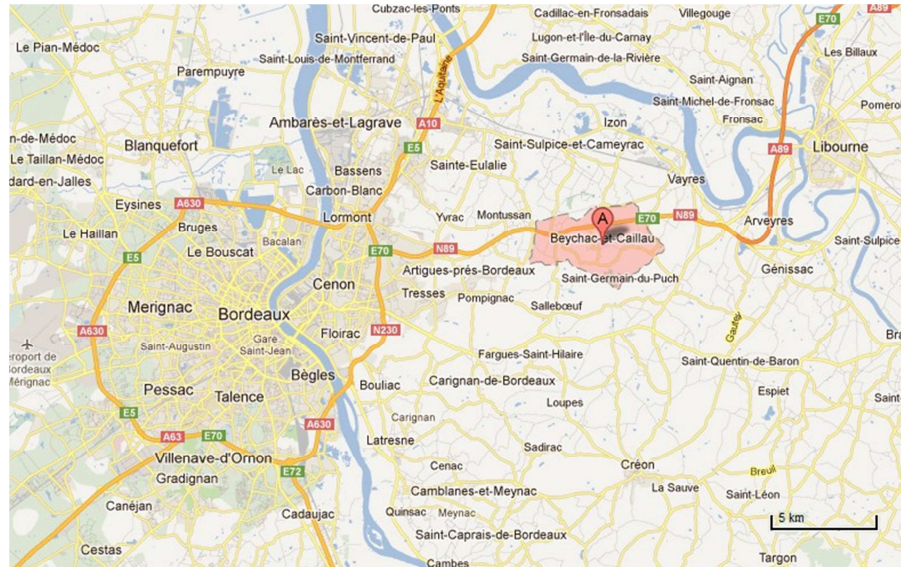 Cubzac-les-Ponts
Cadillac-en-Fronsadais
Villegouge
A89
E70
Saint-Vincent-de-Paul
Lugon-et-l'Île-du-Carnay
Le Pian-Médoc
Saint-Louis-de-Montferrand
Saint-Germain-de-la-Rivière
Les Billaux
Parempuyre
L'Aquitaine
Saint-Aignan
Saint-Michel-de-Fronsac
Pomerol
Fronsac
Ambarès-et-Lagrave
A10
Izon
n-de-Médoc
Blanquefort
E5
Saint-Sulpice-et-Cameyrac
A89
Libourne
Le Taillan-Médoc
Le Lac
Bassens
Sainte-Eulalie
dard-en-Jalles
Carbon-Blanc
Vayres
Eysines
A630
Lormont
Yvrac
Montussan
A
E70
N89
Arveyres
Bruges
Le Haillan
Bacalan
Beychac-et-Caillau
Saint-Sulpice
E5
Le Bouscat
E70
N89
Artigues-prés-Bordeaux
Saint-Germain-du-Puch
Génissac
Cenon
Tresses
Pompignac
Sallebœuf
Merignac
Bordeaux
A630
Floirac
N230
Gautey
Bra
Saint-Augustin
Gare
Saint-Jean
éroport de
Bordeaux
Mérignac
Fargues-Saint-Hilaire
Saint-Quentin-de-Baron
Bègles
Bouliac
Carignan-de-Bordeaux
Pessac
Talence
Espiet
Saint-
Loupes
E5
Carignan
A630
A63
E70
Latresne
Sadirac
Villenave-d'Ornon
E72
Cenac
Créon
Breuil
Gradignan
La Sauve
Saint-Léon
Camblanes-et-Meynac
Canéjan
Cadaujac
Quinsac
Meynac
5 km
Saint-Caprais-de-Bordeaux
Cestas
Cambes
Targon